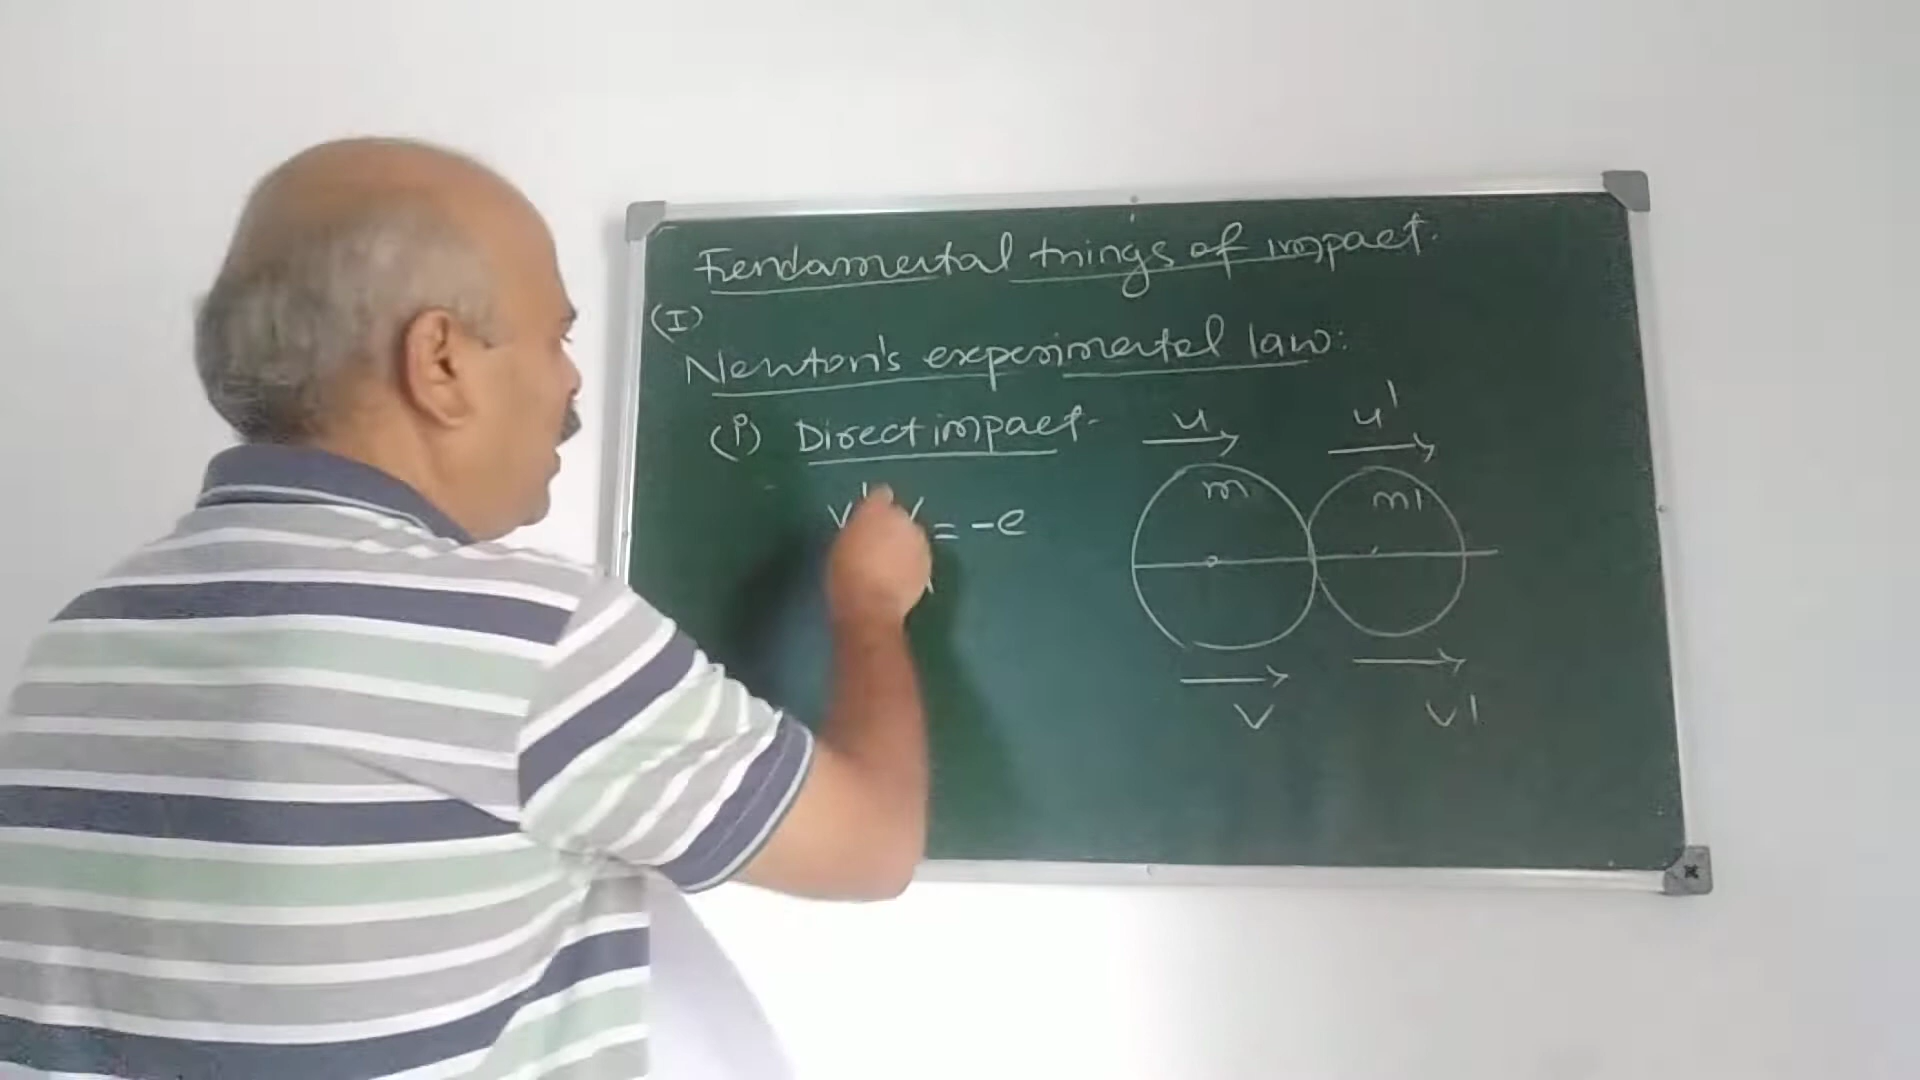 Fendamental things of impact.
(I)
Newton's experimental law:
(i) Direct impact.
u u'
m m1
v' v = -e
v v1